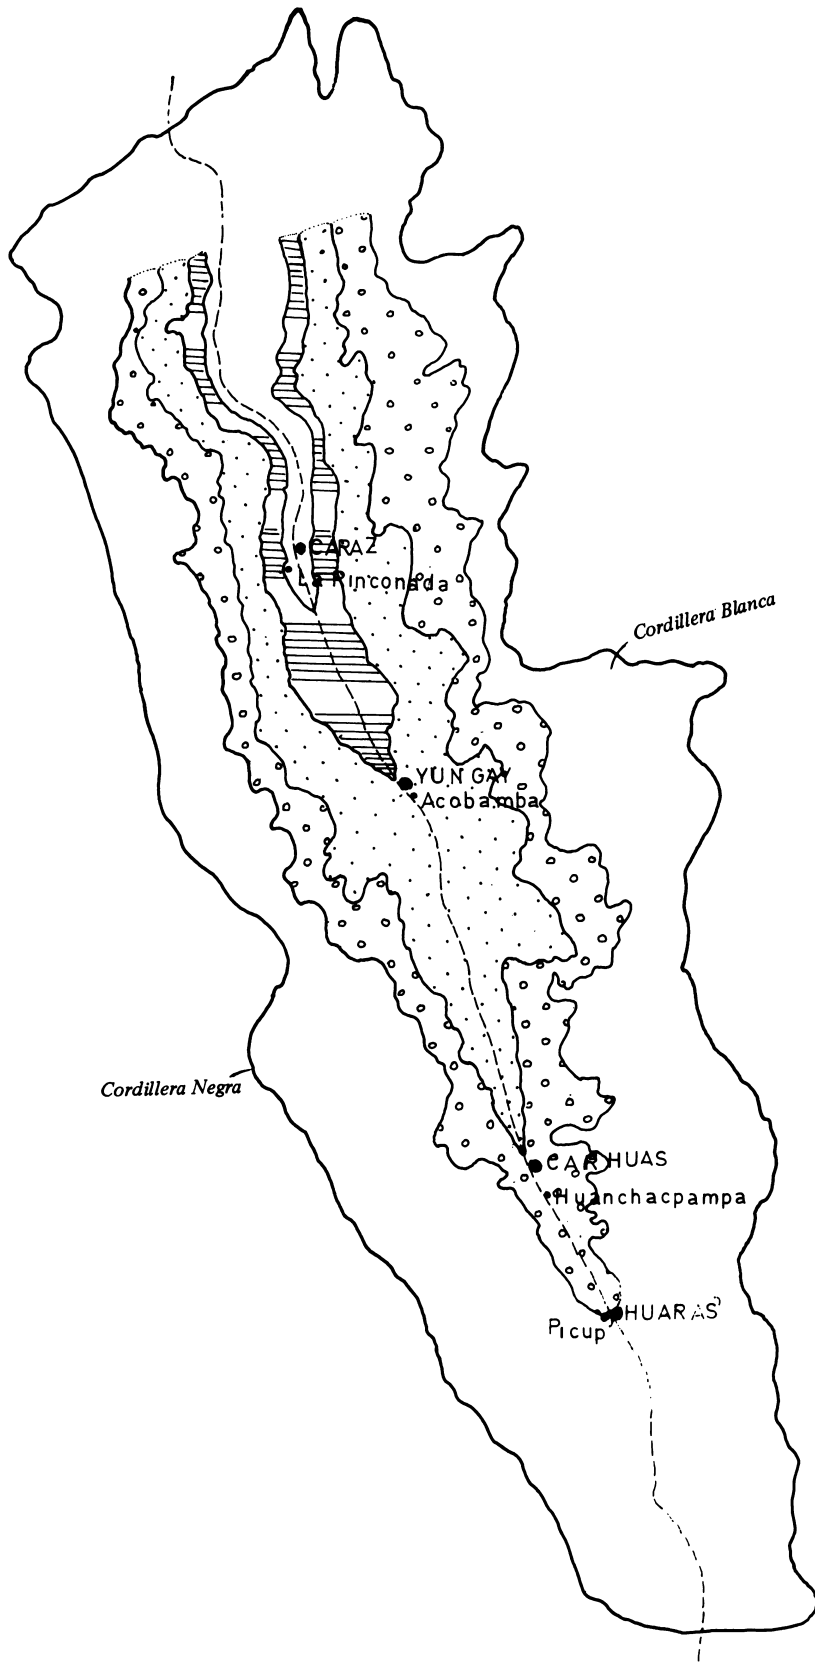 CARAZ
La Rinconada
Cordillera Blanca
YUNGAY
Acobamba
Cordillera Negra
CARHUAS
Huanchacpampa
HUARAS
Picup